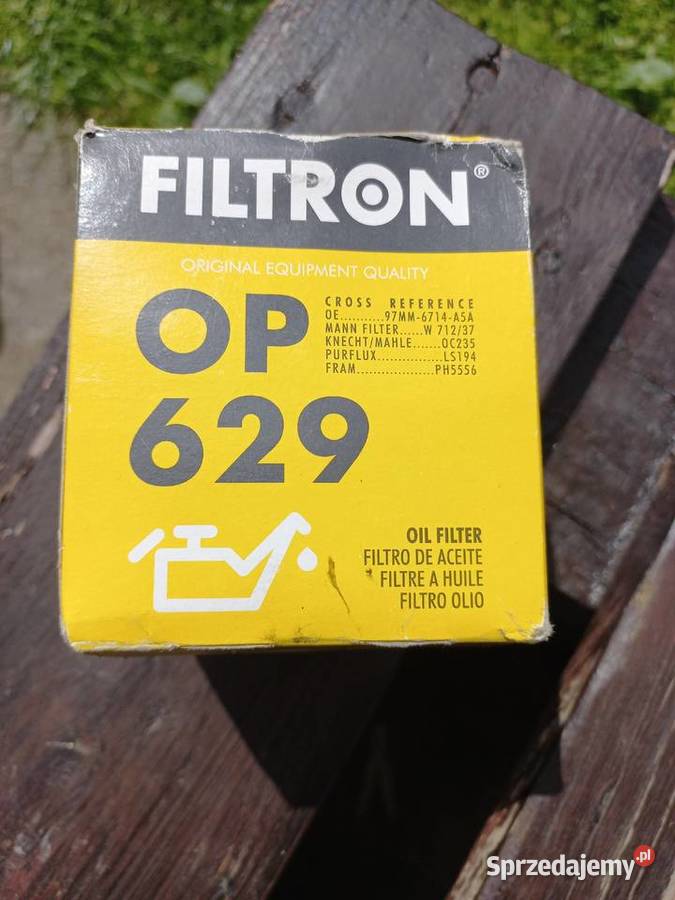 FILTRON®
ORIGINAL EQUIPMENT QUALITY
OP
629
CROSS REFERENCE
OE...........97MM-6714-A5A
MANN FILTER......W 712/37
KNECHT/MAHLE.......OC235
PURFLUX................LS194
FRAM.....................PH5556
OIL FILTER
FILTRO DE ACEITE
FILTRE A HUILE
FILTRO OLIO
Sprzedajemy.pl